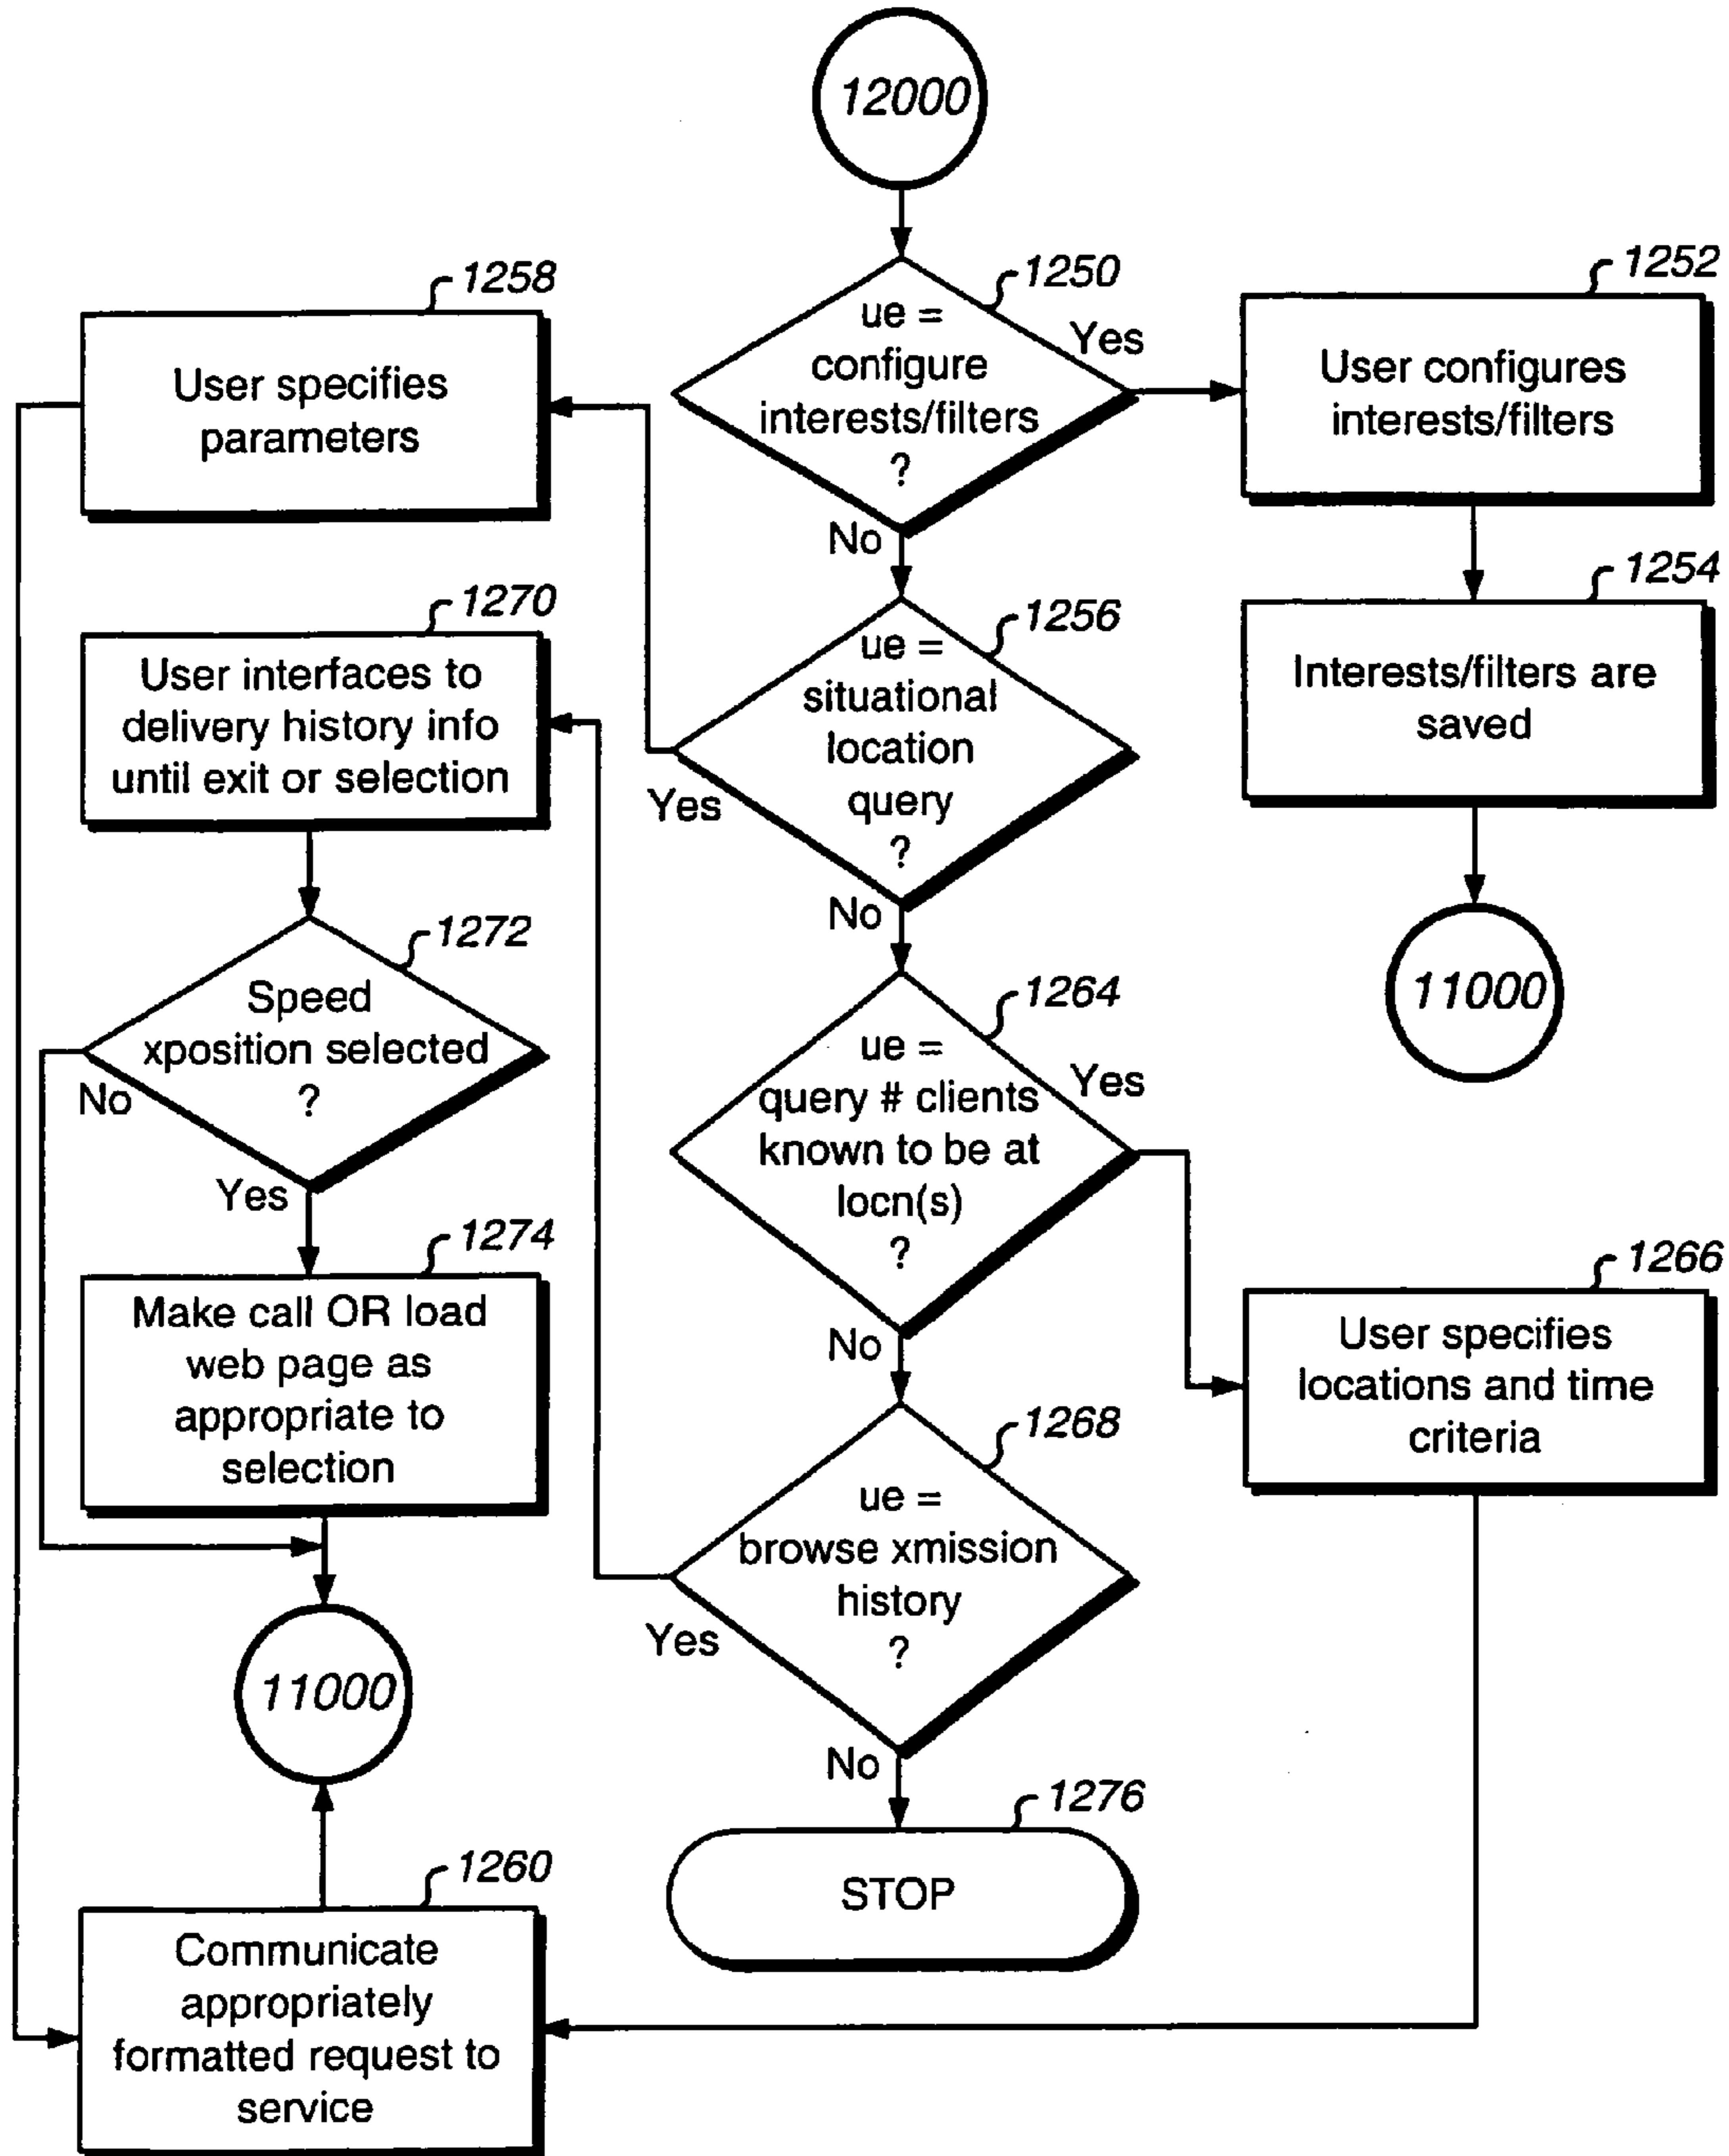 12000
1250
ue =
configure
interests/filters
?
Yes
No
1252
User configures
interests/filters
1254
Interests/filters are
saved
11000
1258
User specifies
parameters
1256
ue =
situational
location
query
?
Yes
No
1270
User interfaces to
delivery history info
until exit or selection
1272
Speed
xposition selected
?
No
Yes
1274
Make call OR load
web page as
appropriate to
selection
11000
1264
ue =
query # clients
known to be at
locn(s)
?
Yes
No
1266
User specifies
locations and time
criteria
1268
ue =
browse xmission
history
?
Yes
No
1276
STOP
1260
Communicate
appropriately
formatted request to
service